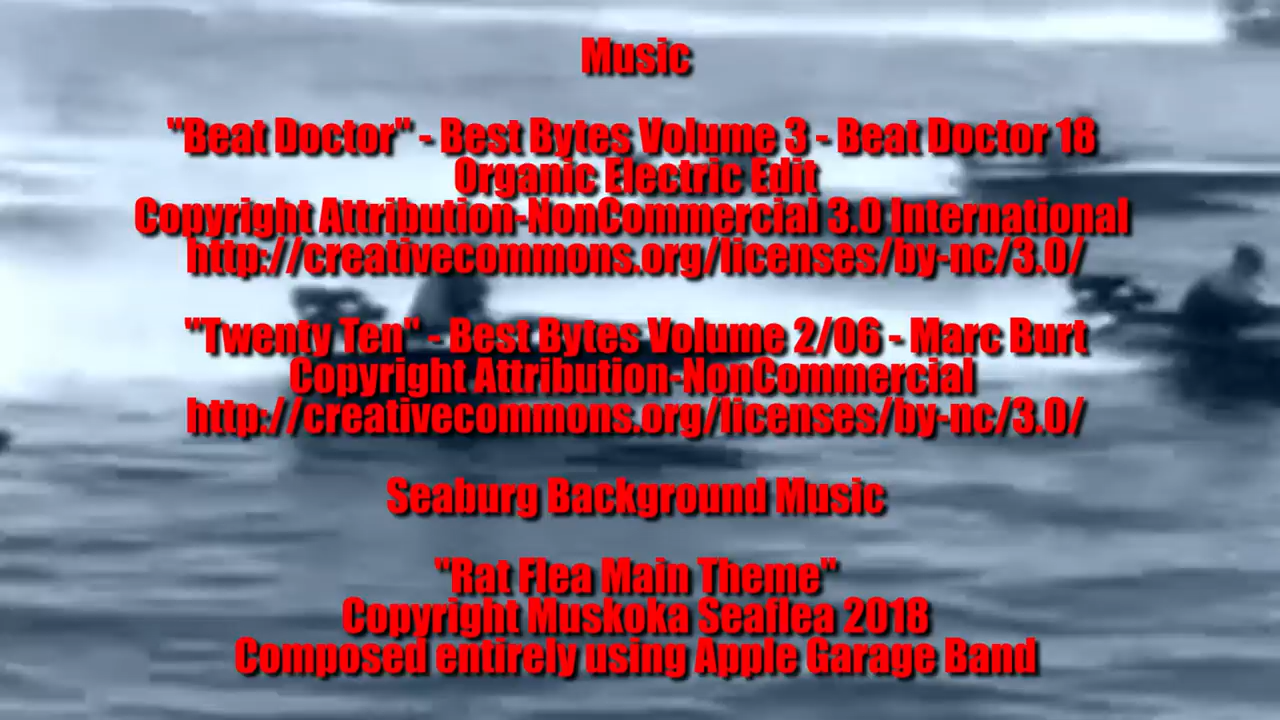 Music
"Beat Doctor" - Best Bytes Volume 3 - Beat Doctor 18
Organic Electric Edit
Copyright Attribution-NonCommercial 3.0 International
http://creativecommons.org/licenses/by-nc/3.0/
"Twenty Ten" - Best Bytes Volume 2/06 - Marc Burt
Copyright Attribution-NonCommercial
http://creativecommons.org/licenses/by-nc/3.0/
Seaburg Background Music
"Rat Flea Main Theme"
Copyright Muskoka Seaflea 2018
Composed entirely using Apple Garage Band